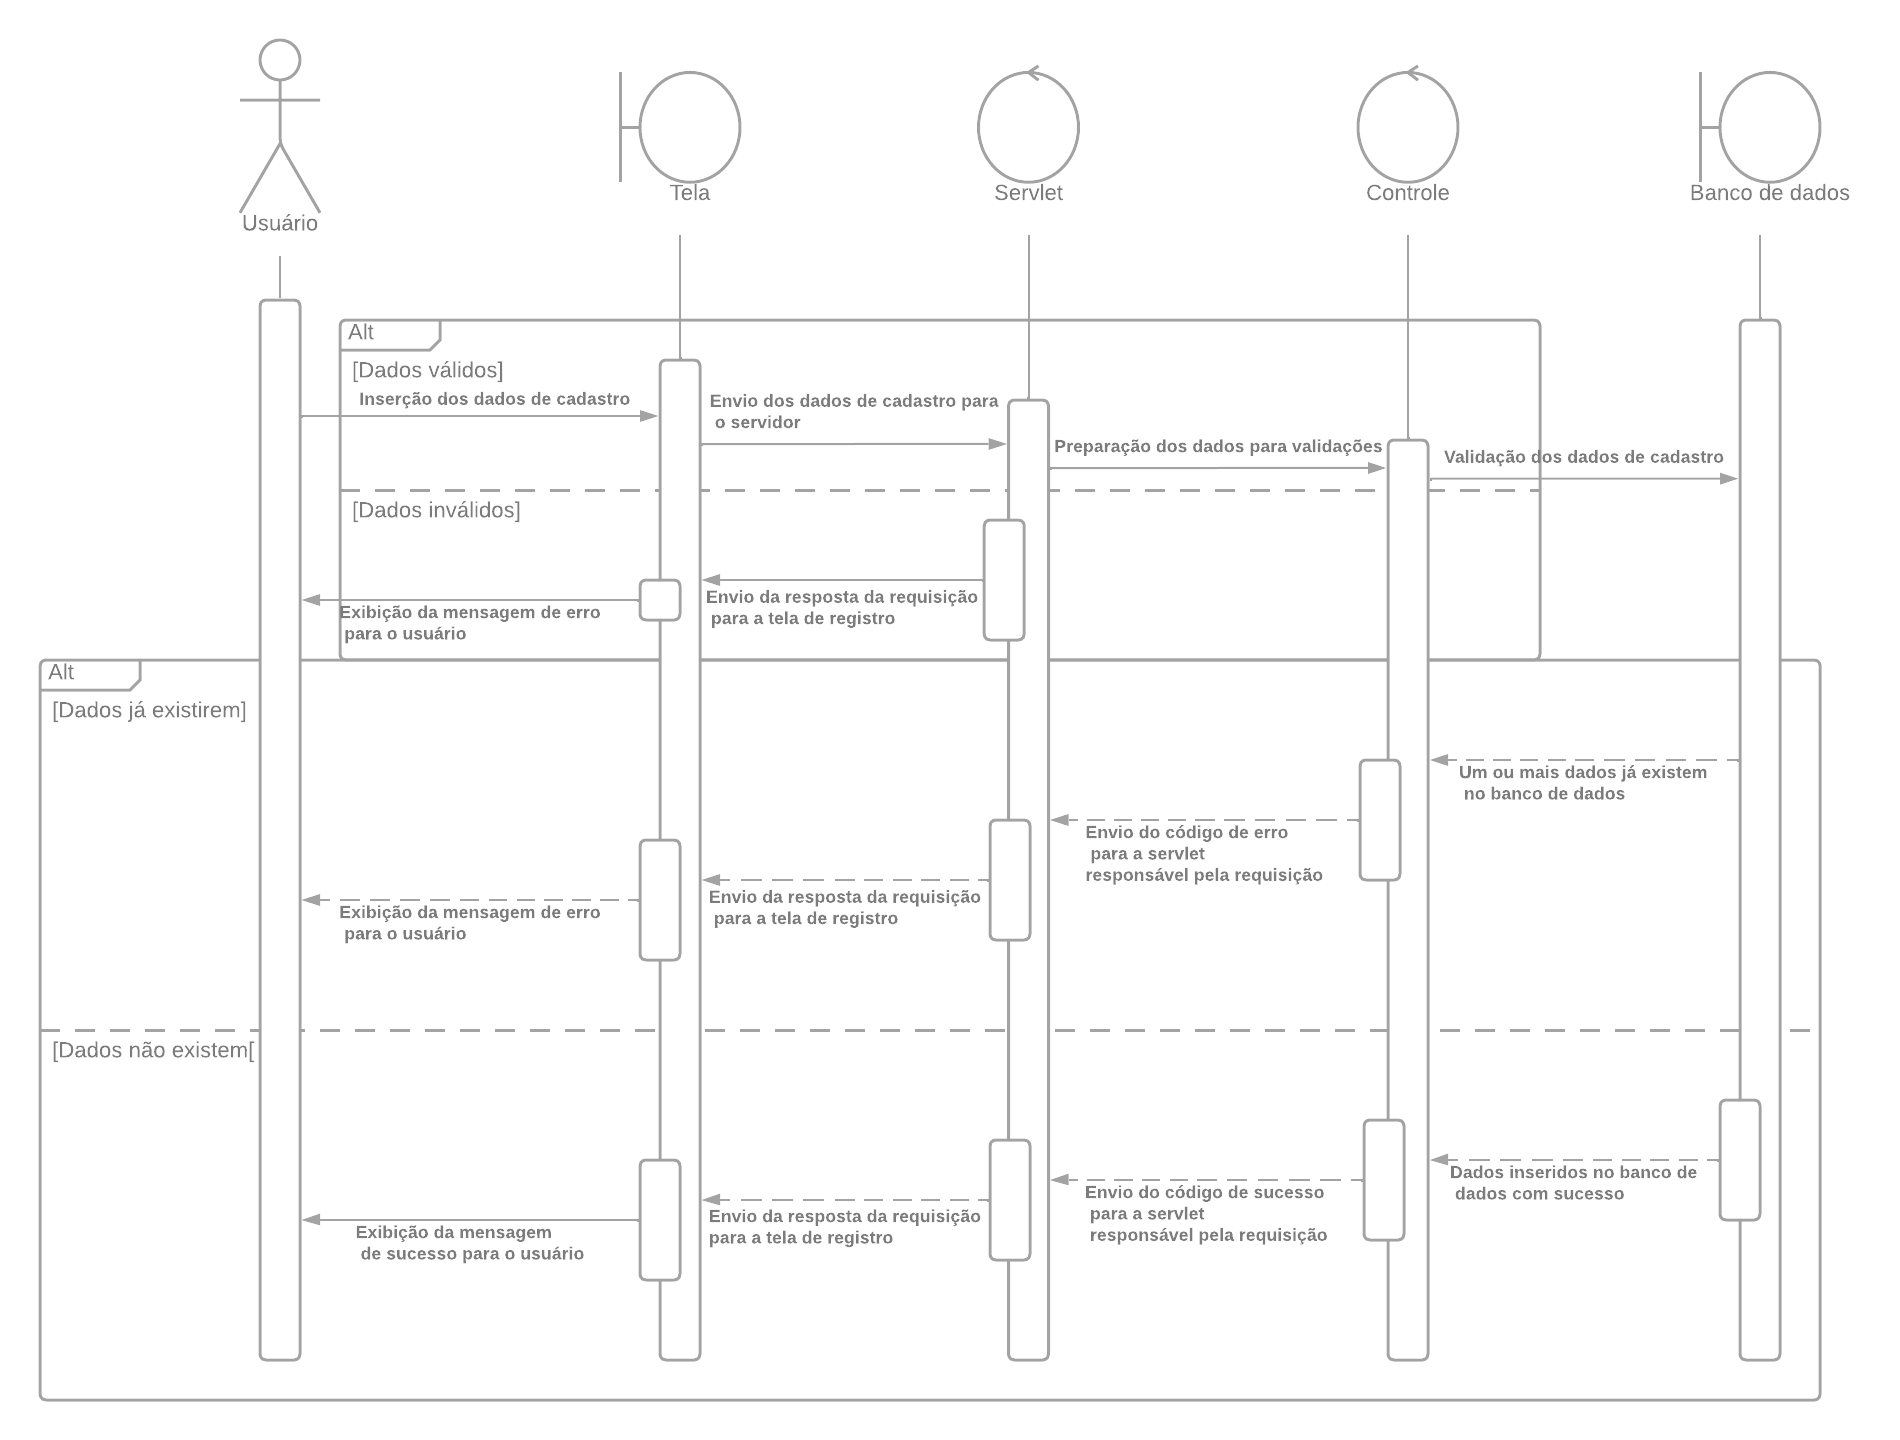 Usuário
Tela
Servlet
Controle
Banco de dados
Alt
[Dados válidos]
Inserção dos dados de cadastro
Envio dos dados de cadastro para
o servidor
Preparação dos dados para validações
Validação dos dados de cadastro
[Dados inválidos]
Envio da resposta da requisição
para a tela de registro
Exibição da mensagem de erro
para o usuário
Alt
[Dados já existirem]
Um ou mais dados já existem
no banco de dados
Envio do código de erro
para a servlet
responsável pela requisição
Envio da resposta da requisição
para a tela de registro
Exibição da mensagem de erro
para o usuário
[Dados não existem[
Dados inseridos no banco de
dados com sucesso
Envio do código de sucesso
para a servlet
responsável pela requisição
Envio da resposta da requisição
para a tela de registro
Exibição da mensagem
de sucesso para o usuário